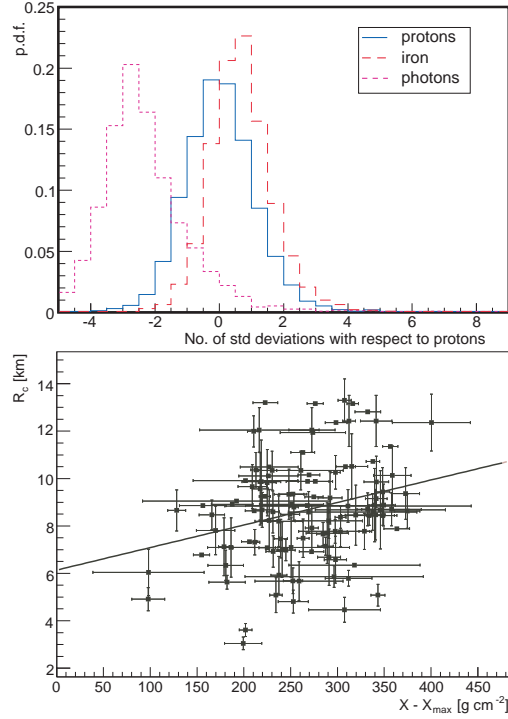 p.d.f.
0.25
0.2
0.15
0.1
0.05
0
protons
iron
photons
-4 -2 0 2 4 6 8
No. of std deviations with respect to protons
R_c [km]
14
12
10
8
6
4
2
0 50 100 150 200 250 300 350 400 450
X - X_max [g cm^-2]